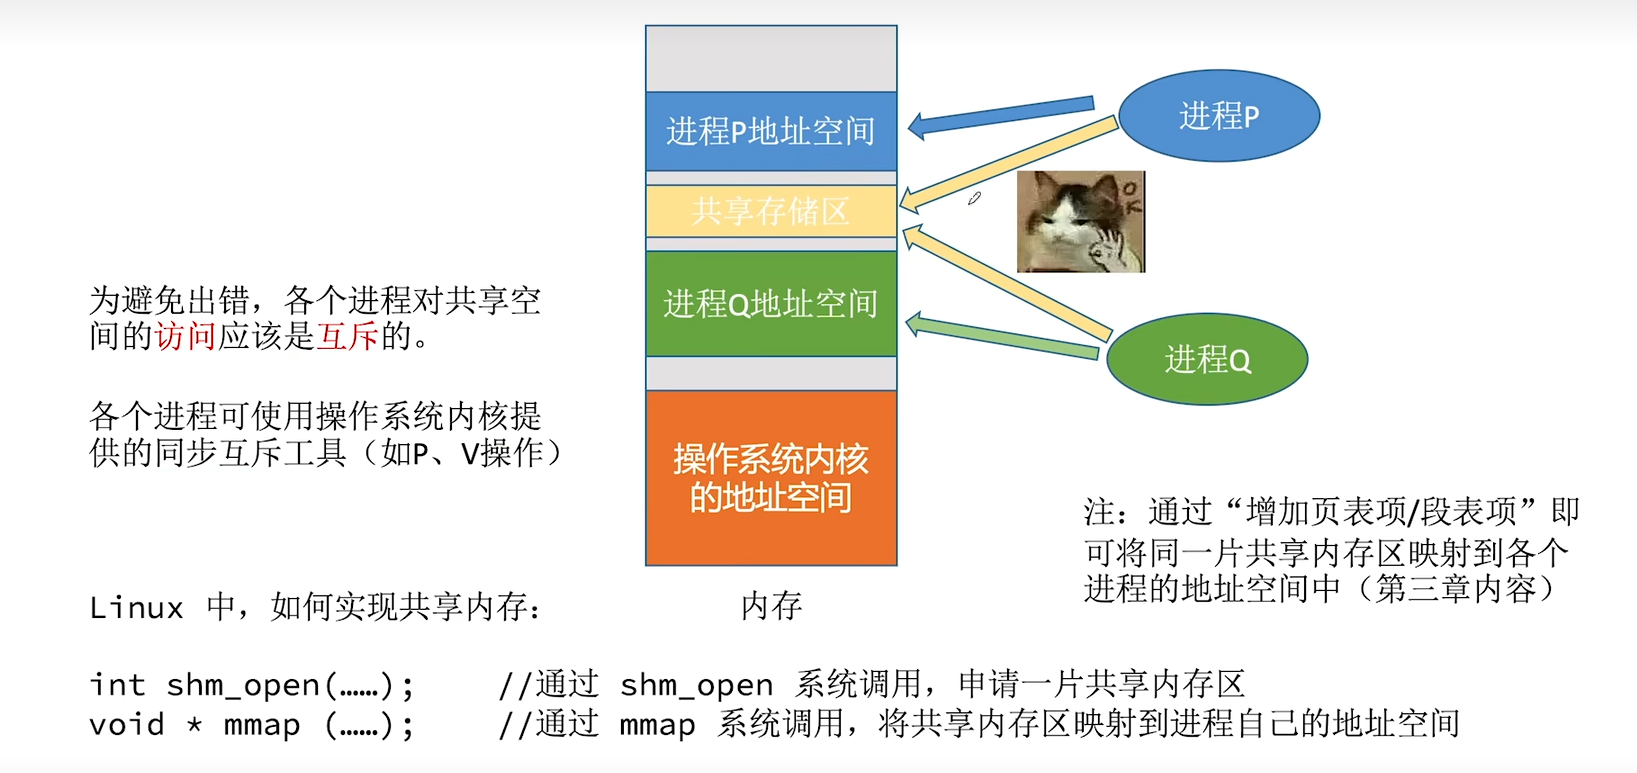 进程P地址空间
进程P
共享存储区
OK
进程Q地址空间
进程Q
操作系统内核
的地址空间
内存
为避免出错，各个进程对共享空
间的访问应该是互斥的。
各个进程可使用操作系统内核提
供的同步互斥工具（如P、V操作）
注：通过“增加页表项/段表项”即
可将同一片共享内存区映射到各个
进程的地址空间中（第三章内容）
Linux 中，如何实现共享内存：
int shm_open(……); //通过 shm_open 系统调用，申请一片共享内存区
void * mmap (……); //通过 mmap 系统调用，将共享内存区映射到进程自己的地址空间